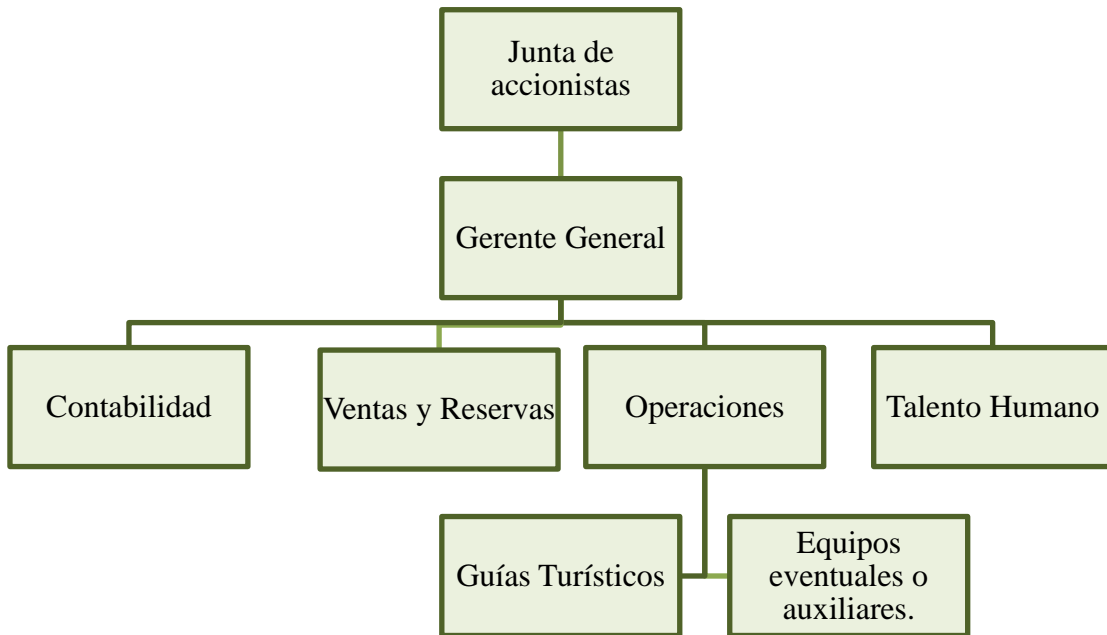 Junta de
accionistas
Gerente General
Contabilidad
Ventas y Reservas
Operaciones
Talento Humano
Guías Turísticos
Equipos
eventuales o
auxiliares.